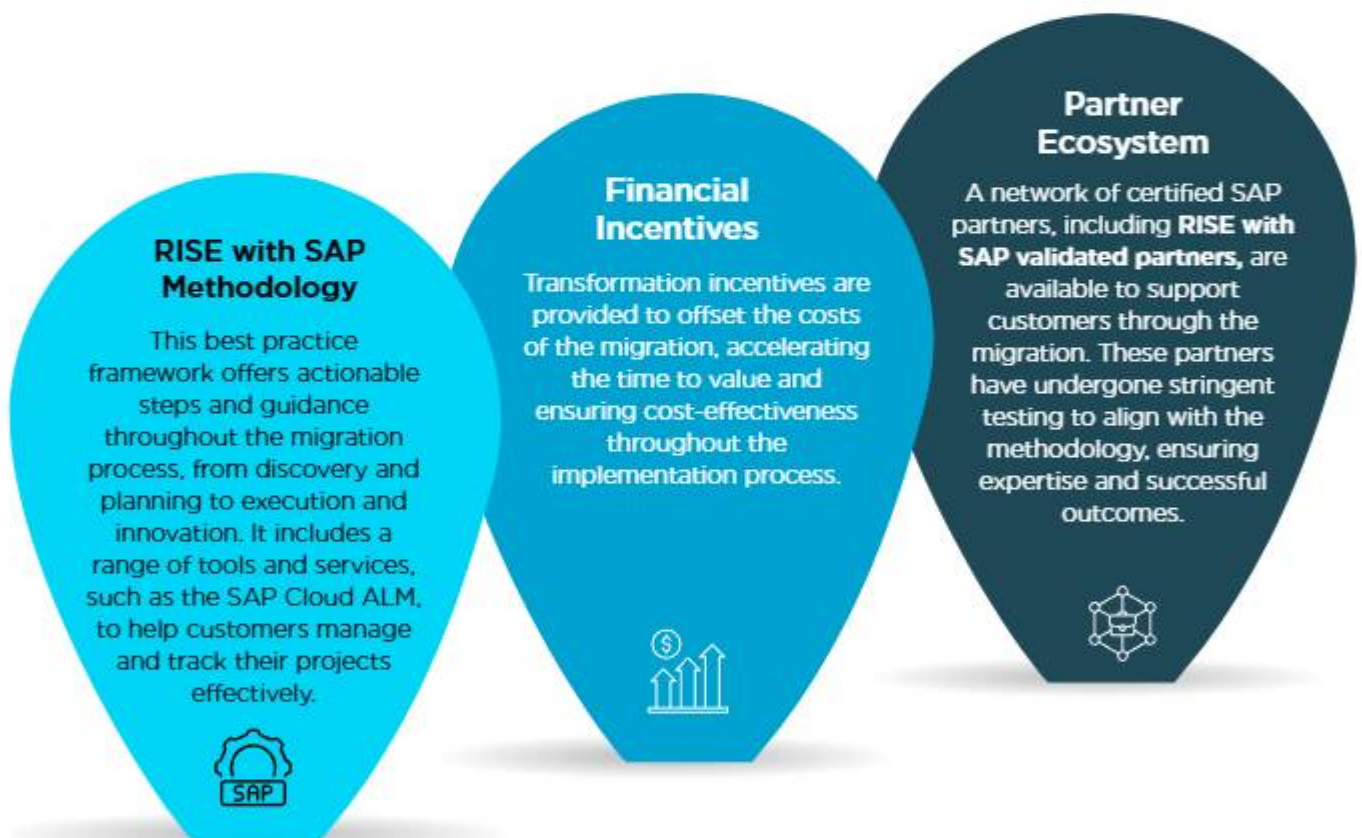 RISE with SAP
Methodology
This best practice
framework offers actionable
steps and guidance
throughout the migration
process, from discovery and
planning to execution and
innovation. It includes a
range of tools and services,
such as the SAP Cloud ALM,
to help customers manage
and track their projects
effectively.
SAP
Financial
Incentives
Transformation incentives are
provided to offset the costs
of the migration, accelerating
the time to value and
ensuring cost-effectiveness
throughout the
implementation process.
$
Partner
Ecosystem
A network of certified SAP
partners, including RISE with
SAP validated partners, are
available to support
customers through the
migration. These partners
have undergone stringent
testing to align with the
methodology, ensuring
expertise and successful
outcomes.